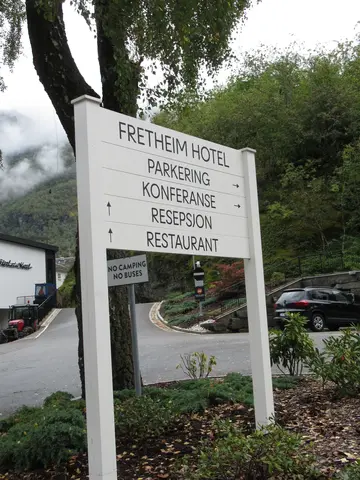 FRETHEIM HOTEL
PARKERING
KONFERANSE
RESEPSJON
RESTAURANT
NO CAMPING
NO BUSES